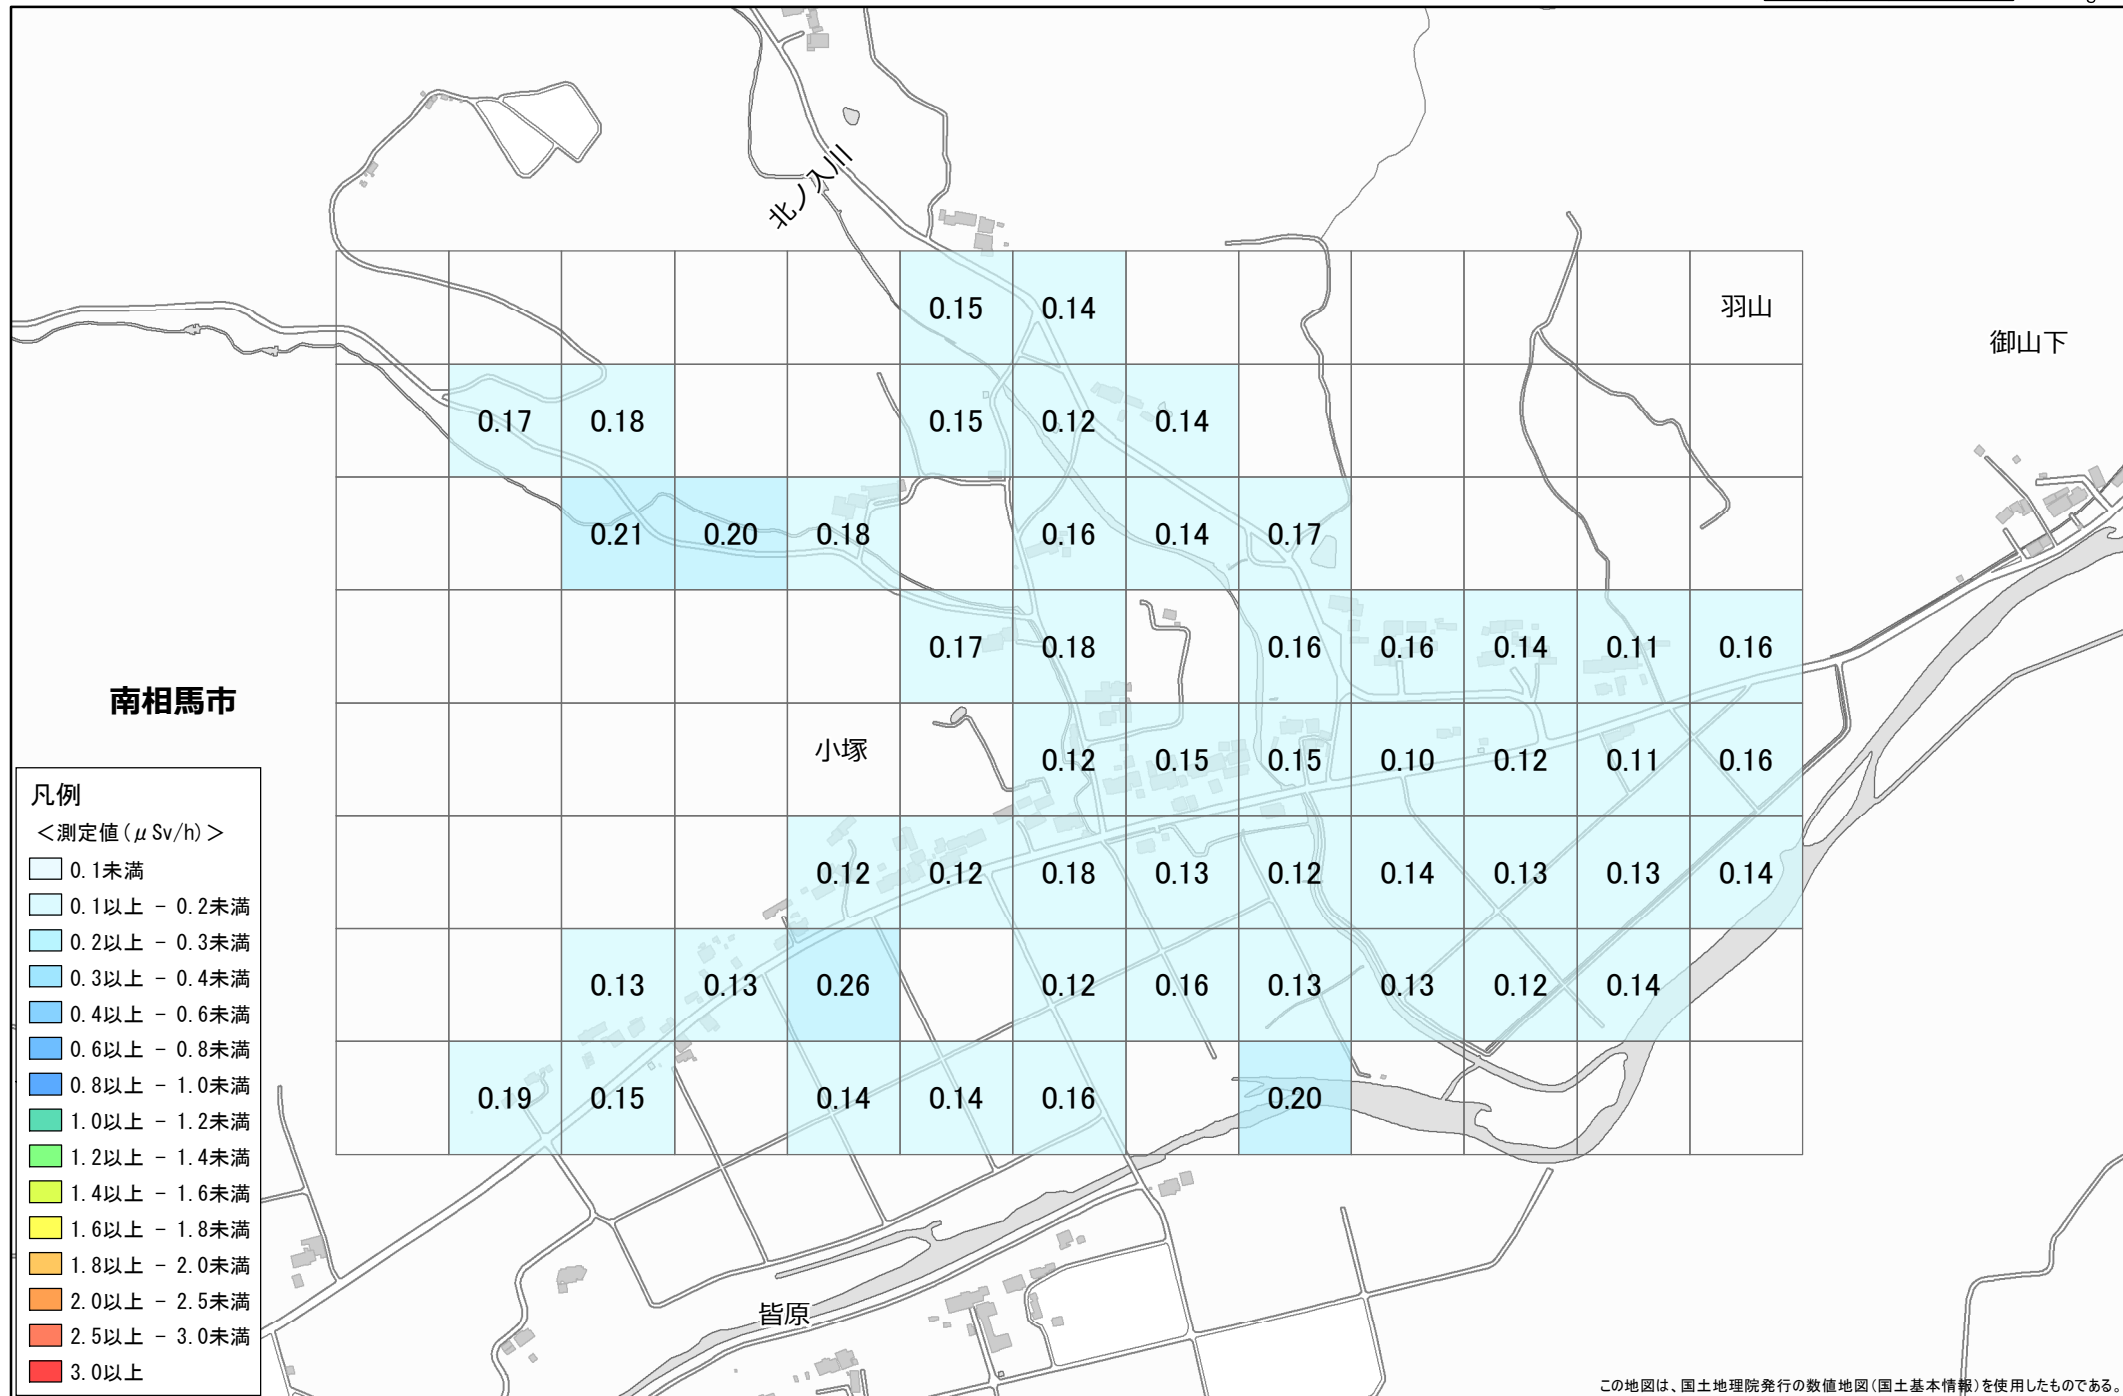 北ノ入川
0.15 0.14 羽山
御山下
0.17 0.18 0.15 0.12 0.14
0.21 0.20 0.18 0.16 0.14 0.17
0.17 0.18 0.16 0.16 0.14 0.11 0.16
南相馬市
小塚 0.12 0.15 0.15 0.10 0.12 0.11 0.16
0.12 0.12 0.18 0.13 0.12 0.14 0.13 0.13 0.14
0.13 0.13 0.26 0.12 0.16 0.13 0.13 0.12 0.14
0.19 0.15 0.14 0.14 0.16 0.20
皆原
凡例
＜測定値(μSv/h)＞
0.1未満
0.1以上 − 0.2未満
0.2以上 − 0.3未満
0.3以上 − 0.4未満
0.4以上 − 0.6未満
0.6以上 − 0.8未満
0.8以上 − 1.0未満
1.0以上 − 1.2未満
1.2以上 − 1.4未満
1.4以上 − 1.6未満
1.6以上 − 1.8未満
1.8以上 − 2.0未満
2.0以上 − 2.5未満
2.5以上 − 3.0未満
3.0以上
この地図は、国土地理院発行の数値地図(国土基本情報)を使用したものである。